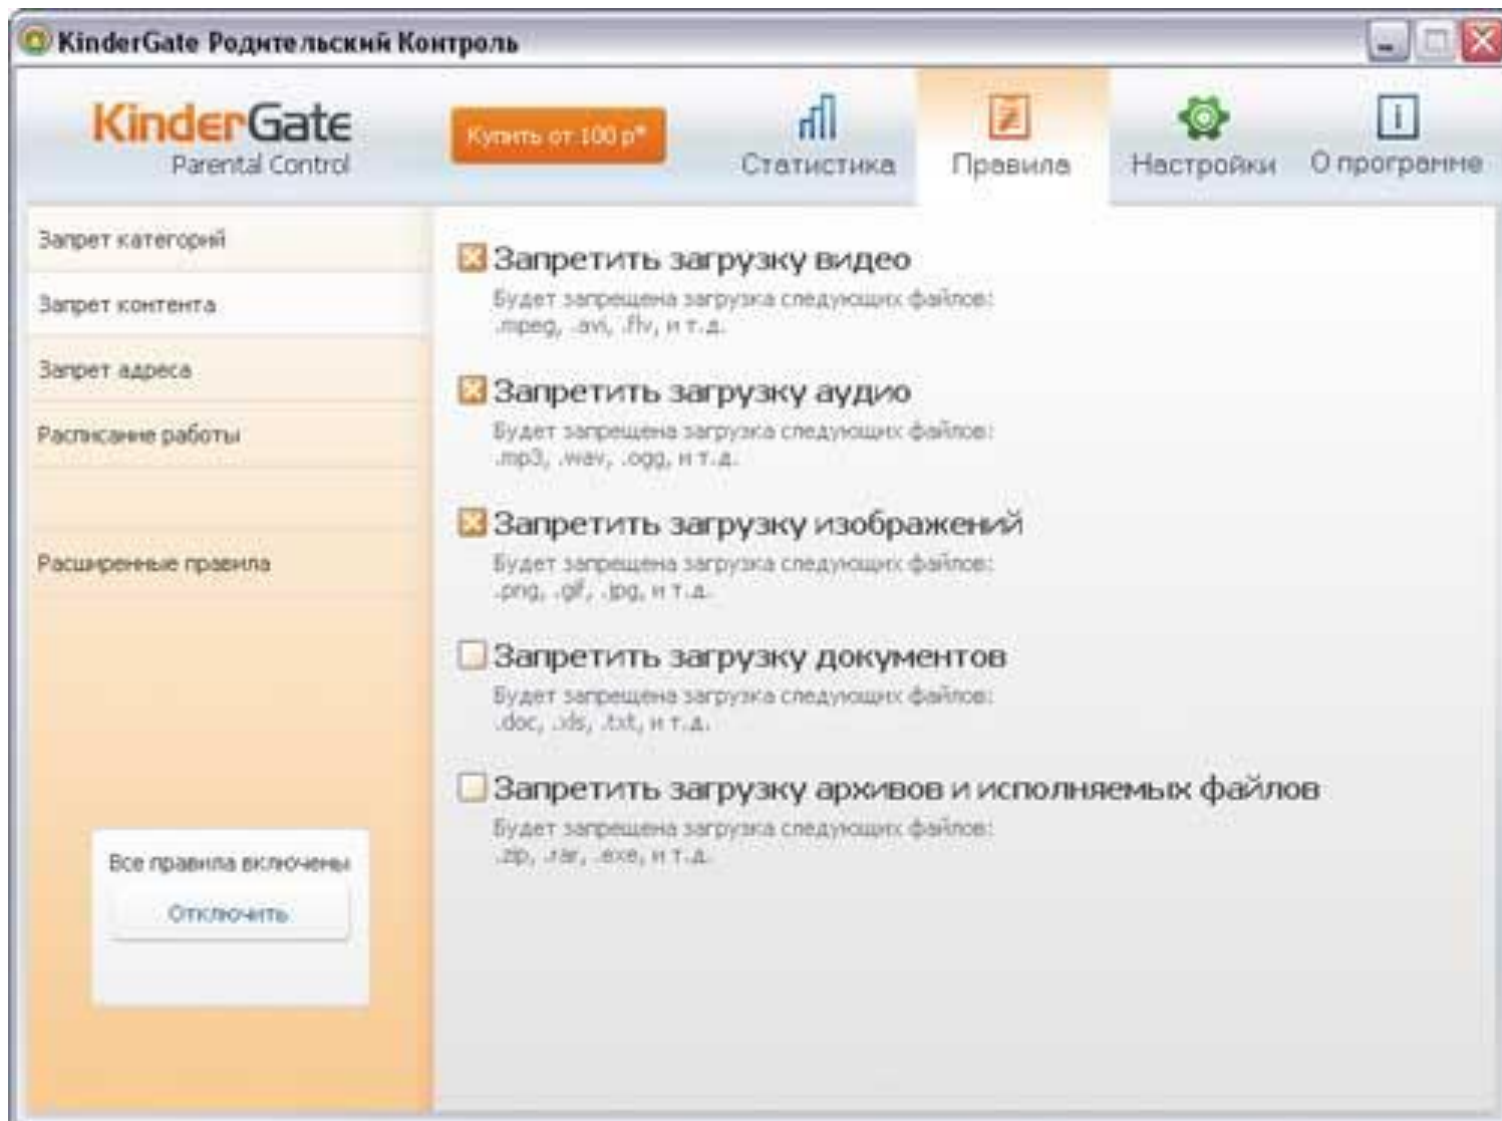 KinderGate Родительский Контроль
KinderGate
Parental Control
Купить от 100 р*
Статистика
Правила
Настройки
О программе
Запрет категорий
Запрет контента
Запрет адреса
Расписание работы
Расширенные правила
Все правила включены
Отключить
Запретить загрузку видео
Будет запрещена загрузка следующих файлов:
.mpeg, .avi, .flv, и т.д.
Запретить загрузку аудио
Будет запрещена загрузка следующих файлов:
.mp3, .wav, .ogg, и т.д.
Запретить загрузку изображений
Будет запрещена загрузка следующих файлов:
.png, .gif, .jpg, и т.д.
Запретить загрузку документов
Будет запрещена загрузка следующих файлов:
.doc, .xls, .txt, и т.д.
Запретить загрузку архивов и исполняемых файлов
Будет запрещена загрузка следующих файлов:
.zip, .rar, .exe, и т.д.